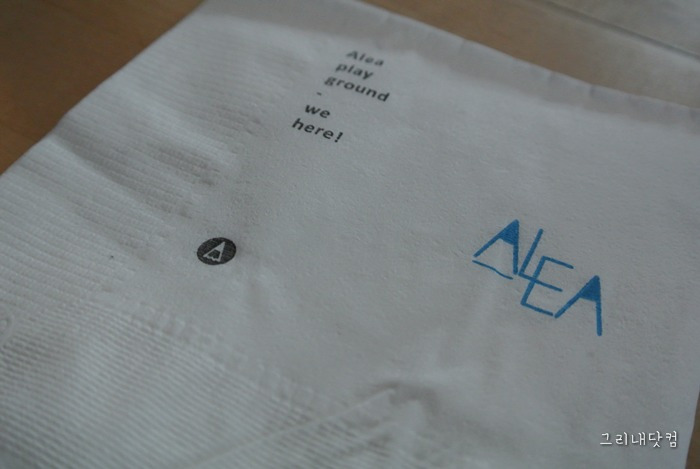 Alea
play
ground
-
we
here!
A
ALEA
그리내닷컴